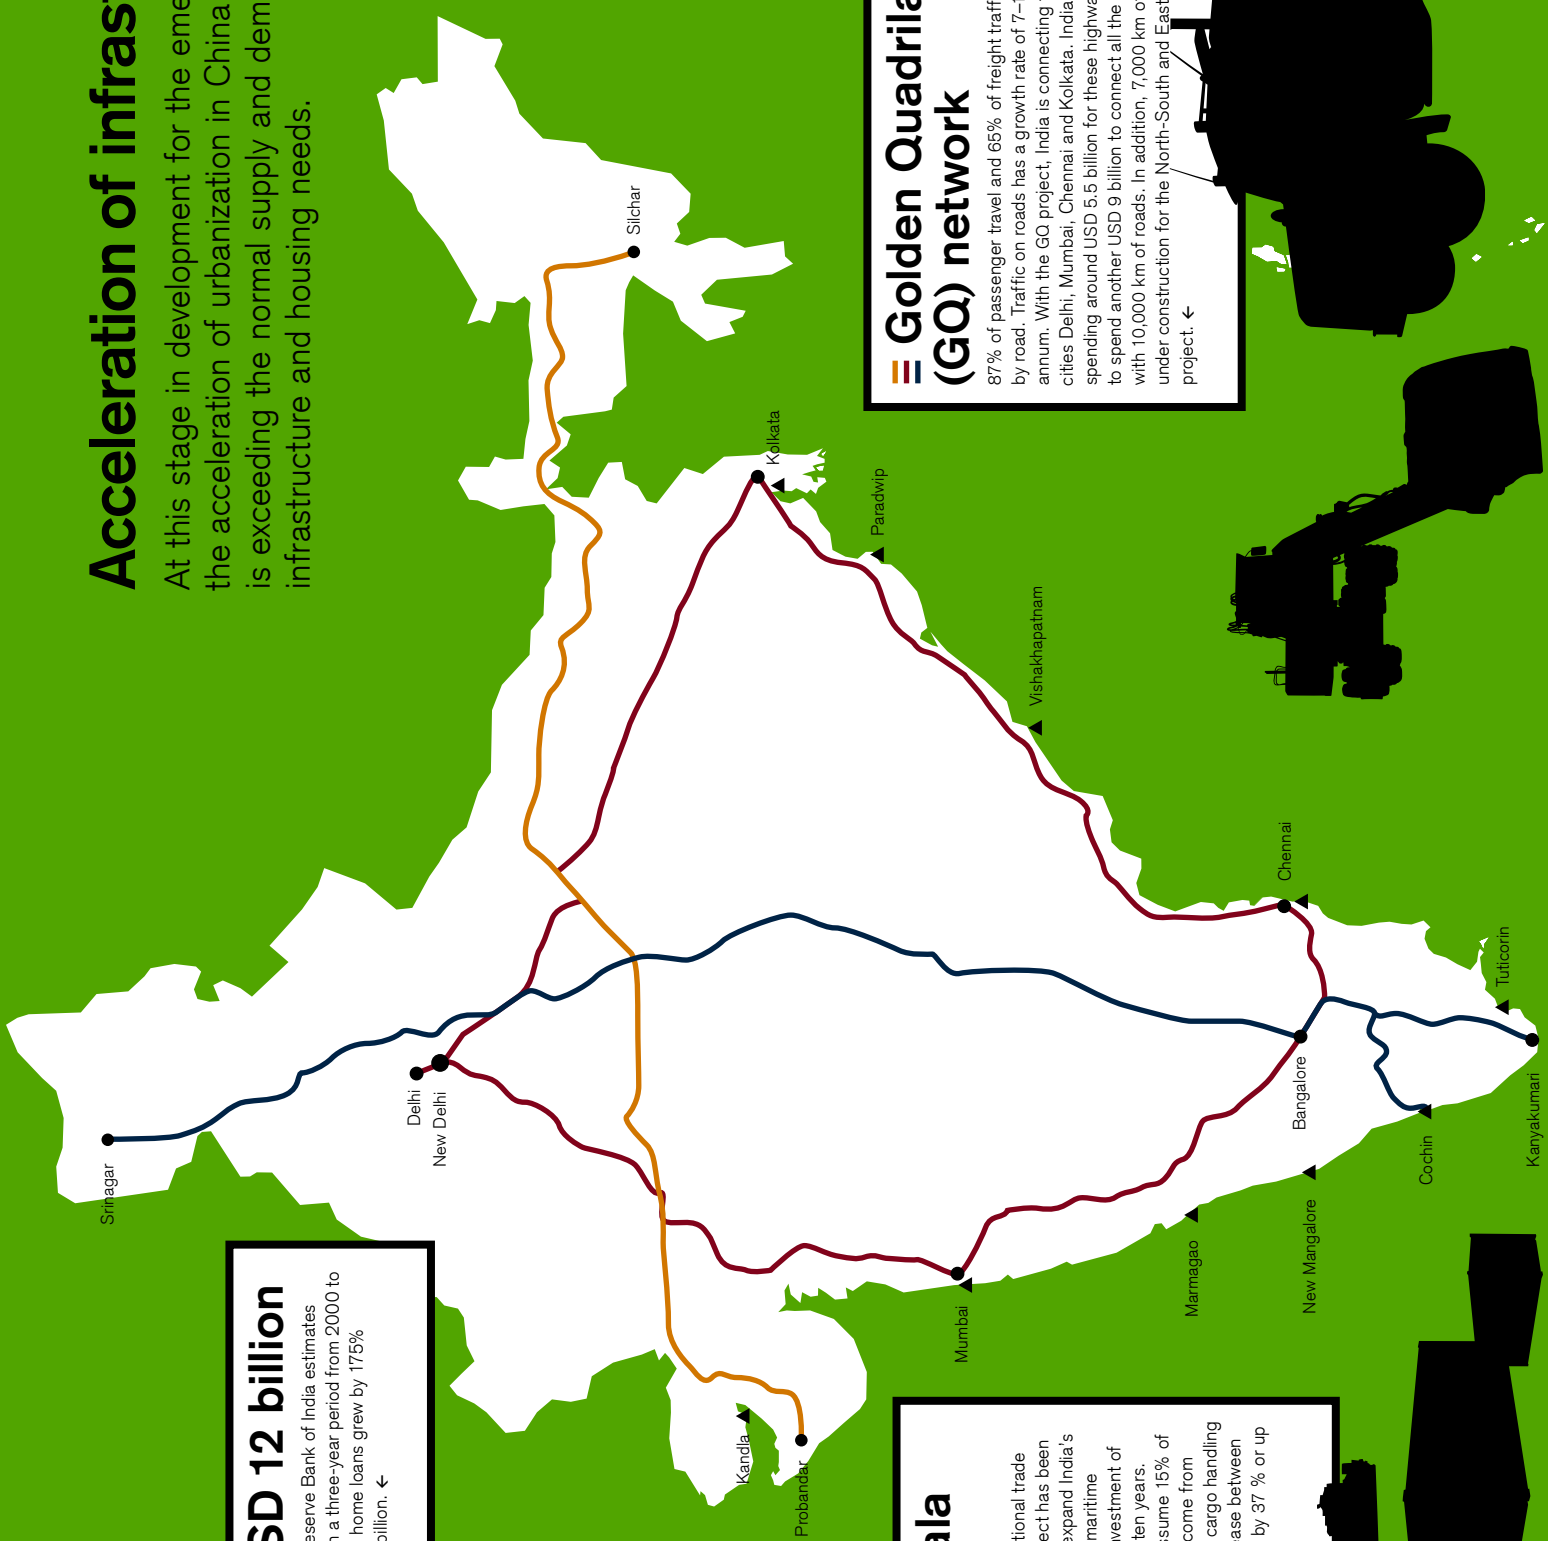 Acceleration of infras
At this stage in development for the eme
the acceleration of urbanization in China
is exceeding the normal supply and dem
infrastructure and housing needs.
Golden Quadrila
(GQ) network
87% of passenger travel and 65% of freight traff
by road. Traffic on roads has a growth rate of 7–1
annum. With the GQ project, India is connecting
cities Delhi, Mumbai, Chennai and Kolkata. India
spending around USD 5.5 billion for these highwa
to spend another USD 9 billion to connect all the
with 10,000 km of roads. In addition, 7,000 km of
under construction for the North-South and East
project. ←
SD 12 billion
eserve Bank of India estimates
n a three-year period from 2000 to
home loans grew by 175%
billion. ←
ala
tional trade
ect has been
expand India's
maritime
nvestment of
ten years.
sume 15% of
come from
cargo handling
ase between
by 37 % or up
Silchar
Kolkata
Paradwip
Vishakhapatnam
Chennai
Tuticorin
Srinagar
Delhi
New Delhi
Bangalore
Kanyakumari
Cochin
New Mangalore
Marmagao
Mumbai
Kandla
Probandar